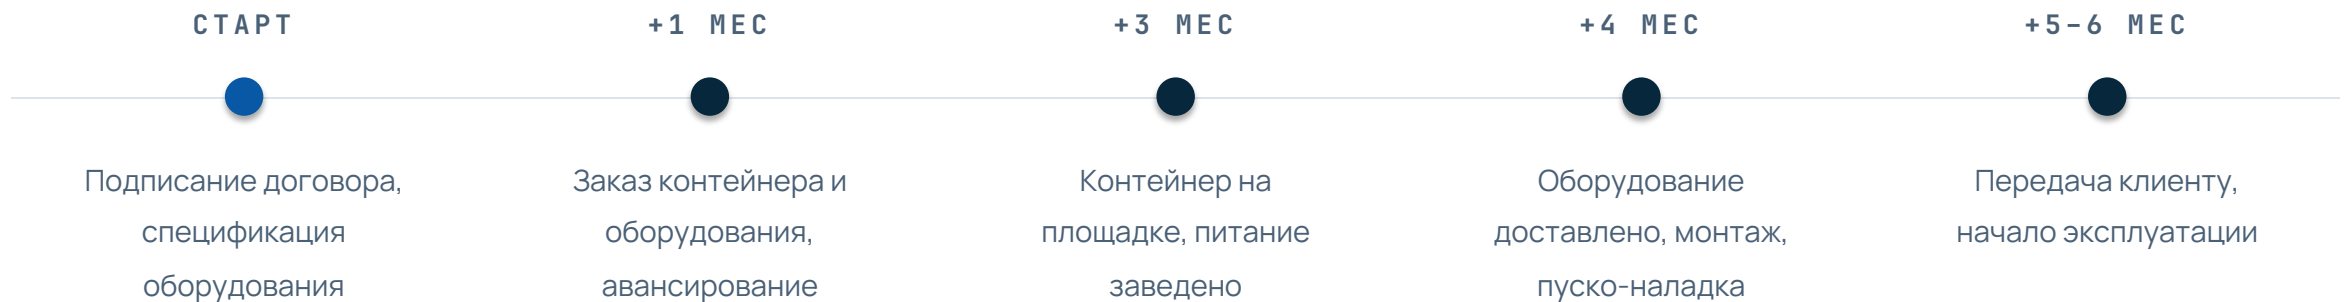 СТАРТ
Подписание договора,
спецификация
оборудования
+1 МЕС
Заказ контейнера и
оборудования,
авансирование
+3 МЕС
Контейнер на
площадке, питание
заведено
+4 МЕС
Оборудование
доставлено, монтаж,
пуско-наладка
+5–6 МЕС
Передача клиенту,
начало эксплуатации